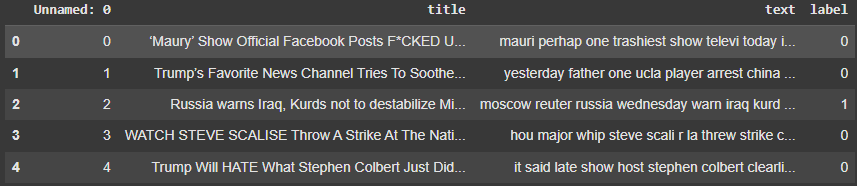 Unnamed: 0 title text label
0 0 ‘Maury’ Show Official Facebook Posts F*CKED U... mauri perhap one trashiest show televi today i... 0
1 1 Trump’s Favorite News Channel Tries To Soothe... yesterday father one ucla player arrest china ... 0
2 2 Russia warns Iraq, Kurds not to destabilize Mi... moscow reuter russia wednesday warn iraq kurd ... 1
3 3 WATCH STEVE SCALISE Throw A Strike At The Nati... hou major whip steve scali r la threw strike c... 0
4 4 Trump Will HATE What Stephen Colbert Just Did... it said late show host stephen colbert clearli... 0